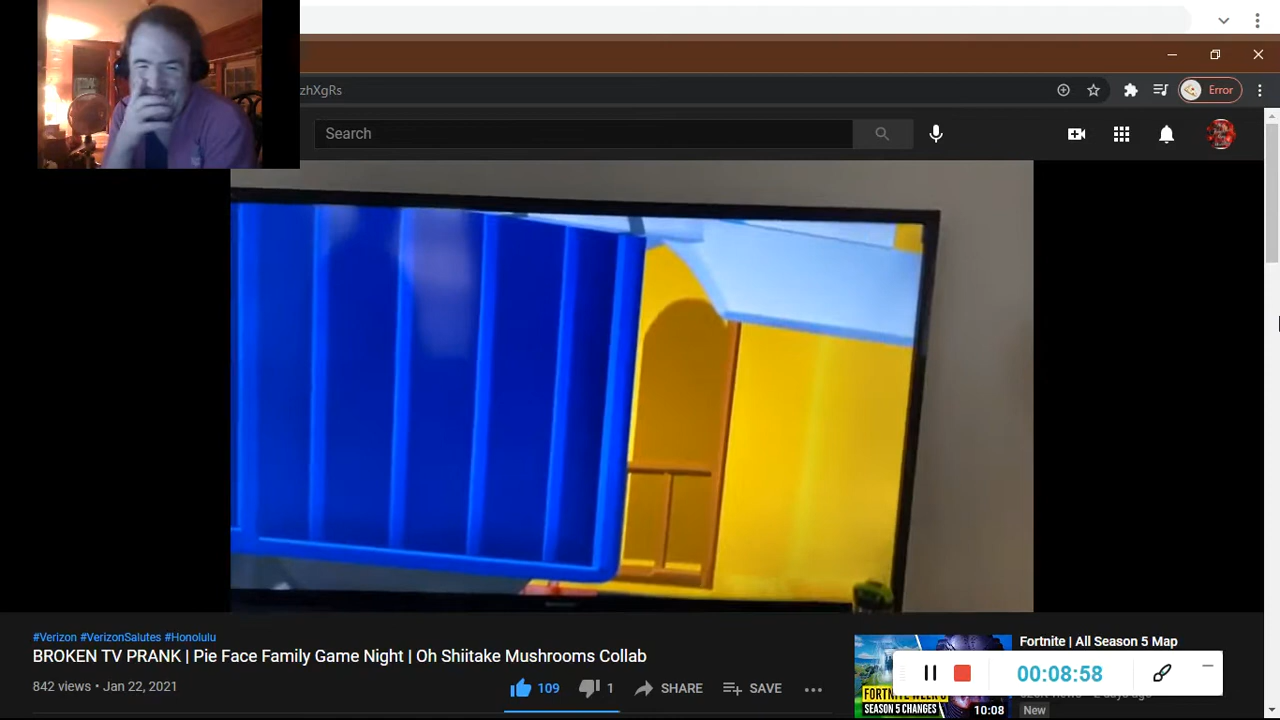 zhXgRs
Error
Search
#Verizon #VerizonSalutes #Honolulu
BROKEN TV PRANK | Pie Face Family Game Night | Oh Shiitake Mushrooms Collab
842 views • Jan 22, 2021
109
1
SHARE
SAVE
Fortnite | All Season 5 Map
SEASON 5 CHANGES
10:08
New
00:08:58